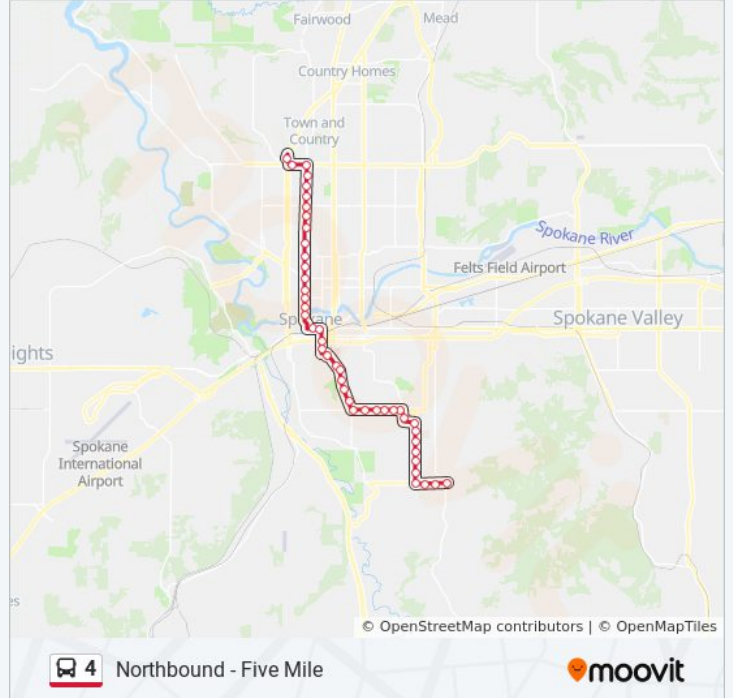 Fairwood
Mead
Country Homes
Town and
Country
Spokane River
Felts Field Airport
Spokane
Spokane Valley
ights
Spokane
International
Airport
es
© OpenStreetMap contributors | © OpenMapTiles
4 Northbound - Five Mile
moovit